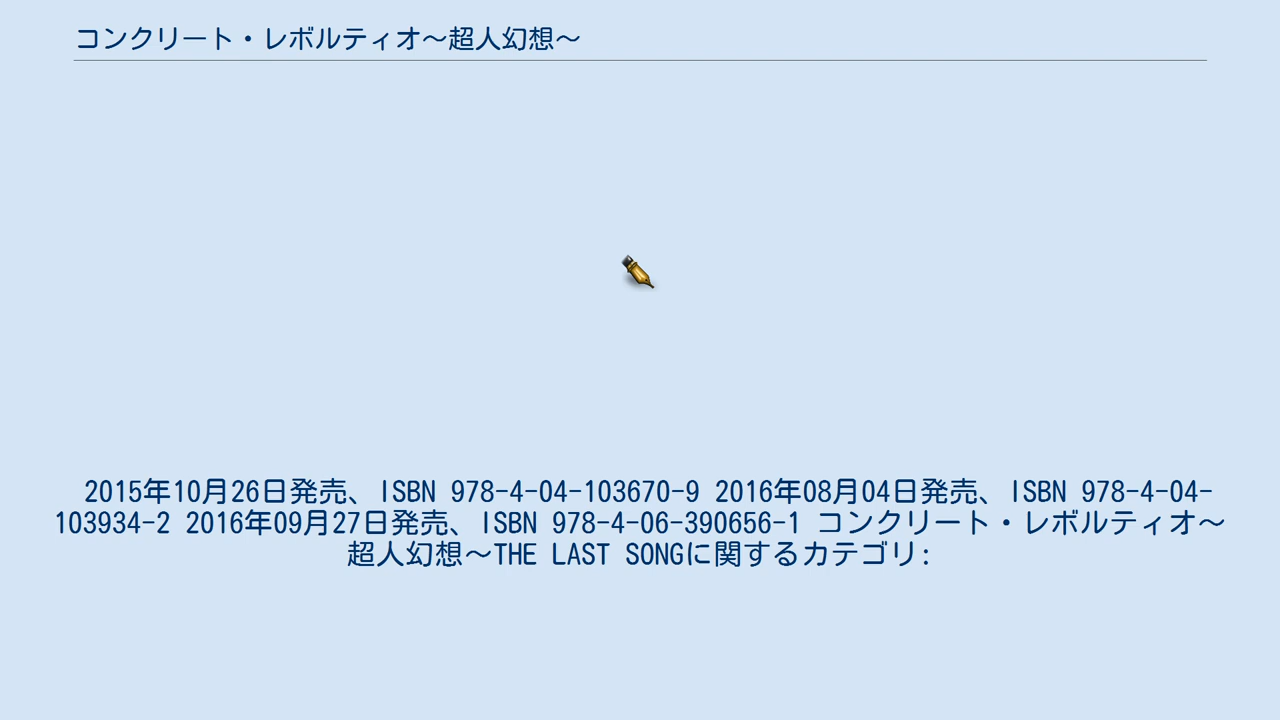 コンクリート・レボルティオ〜超人幻想〜
2015年10月26日発売、ISBN 978-4-04-103670-9 2016年08月04日発売、ISBN 978-4-04-
103934-2 2016年09月27日発売、ISBN 978-4-06-390656-1 コンクリート・レボルティオ〜
超人幻想〜THE LAST SONGに関するカテゴリ: